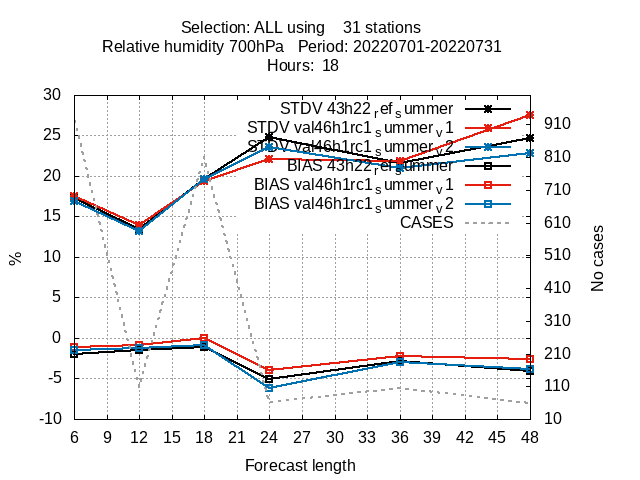 Selection: ALL using    31 stations
Relative humidity 700hPa   Period: 20220701-20220731
Hours:  18
30
25
20
15
10
5
0
-5
-10
%
STDV 43h22_ref_summer
STDV val46h1rc1_summer_v1
STDV val46h1rc1_summer_v2
BIAS 43h22_ref_summer
BIAS val46h1rc1_summer_v1
BIAS val46h1rc1_summer_v2
CASES
910
810
710
610
510
410
310
210
110
10
No cases
6 9 12 15 18 21 24 27 30 33 36 39 42 45 48
Forecast length